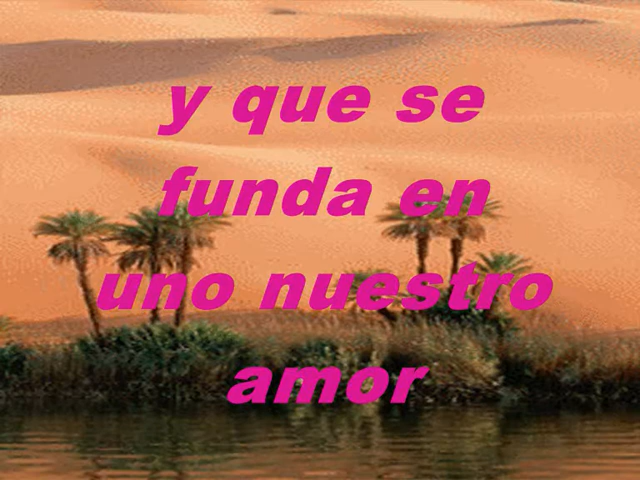 y que se
funda en
uno nuestro
amor